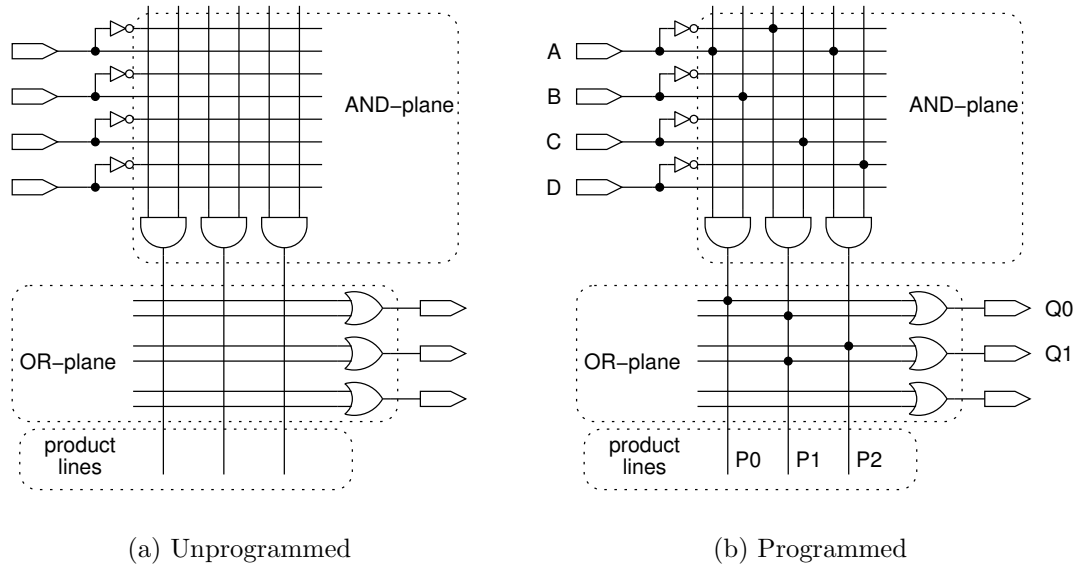 AND−plane
OR−plane
product
lines
(a) Unprogrammed
A
B
C
D
AND−plane
Q0
Q1
OR−plane
product
lines
P0 P1 P2
(b) Programmed